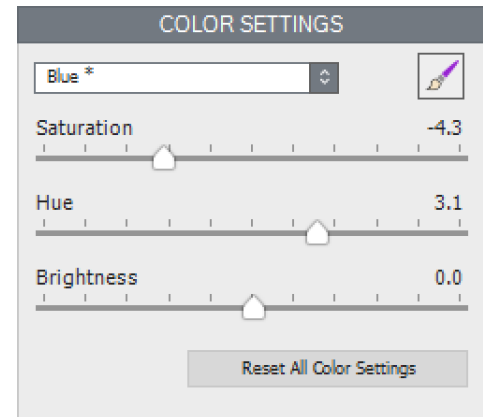 COLOR SETTINGS
Blue *
Saturation -4.3
Hue 3.1
Brightness 0.0
Reset All Color Settings